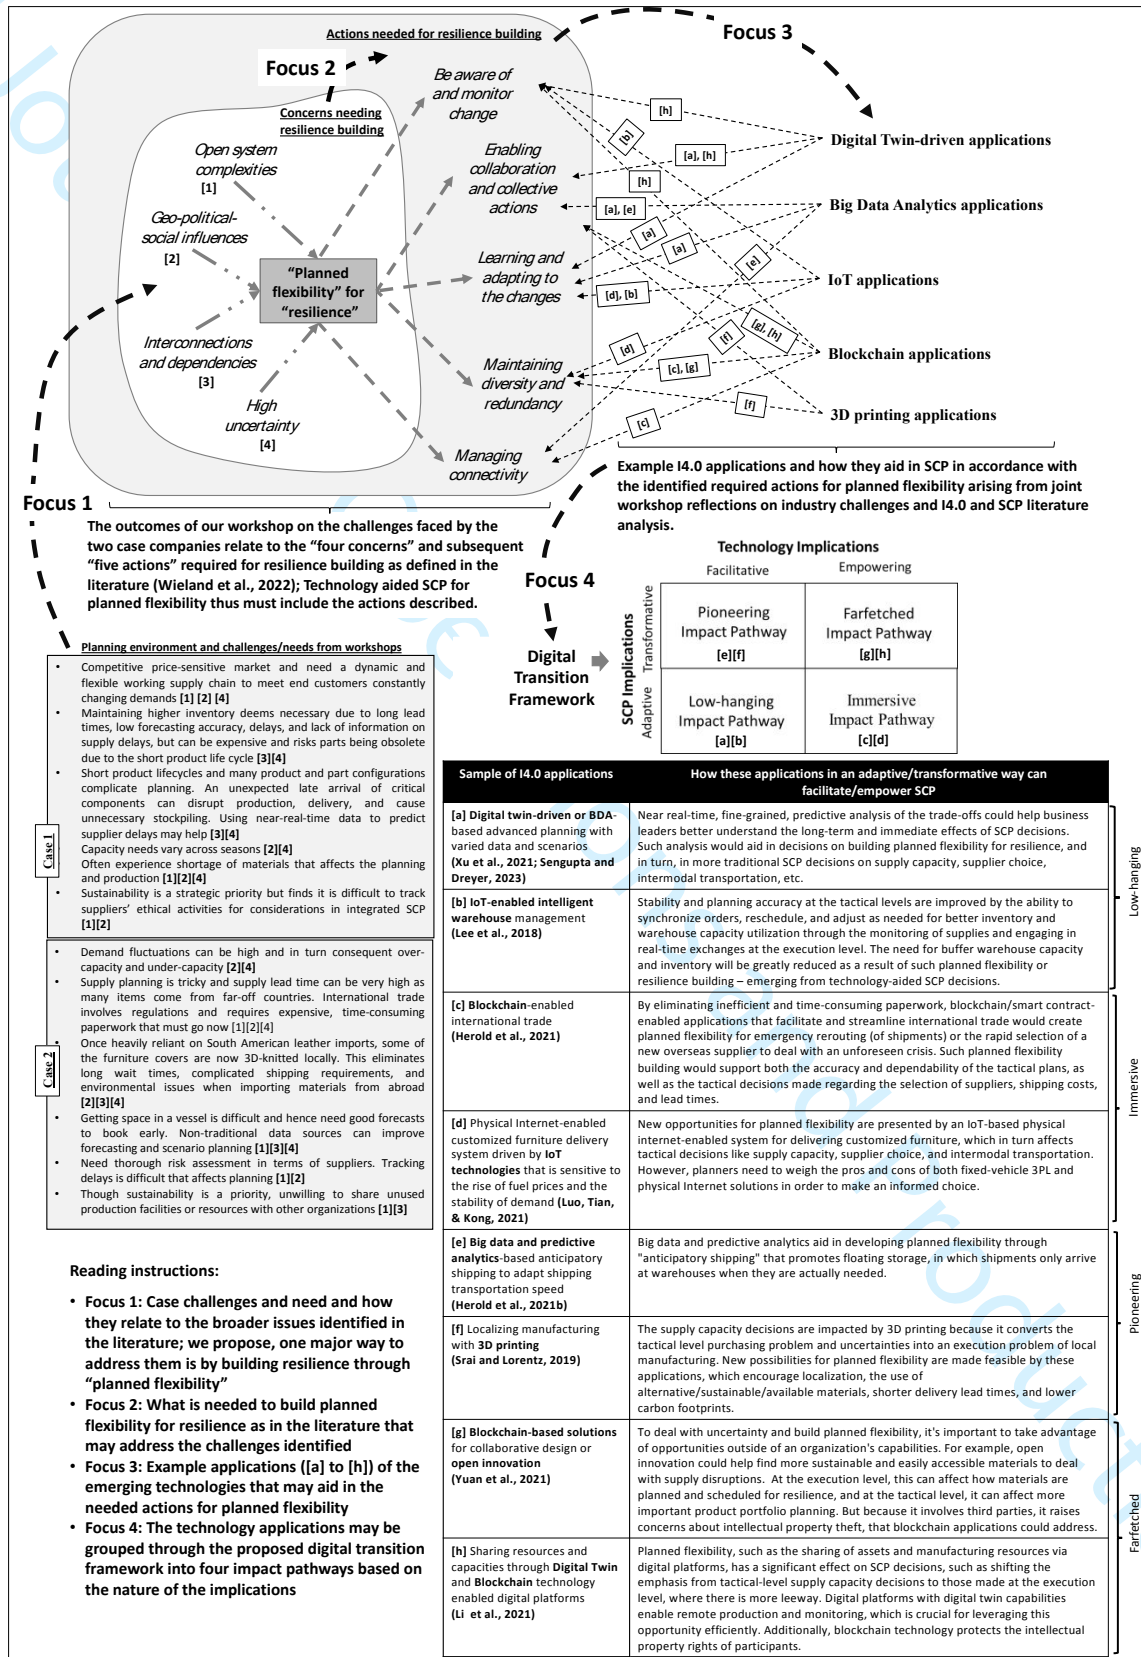 Actions needed for resilience building
Focus 3
Focus 2
Be aware of
and monitor
change
Concerns needing
resilience building
Open system
complexities
[1]
Enabling
collaboration
and collective
actions
Geo-political-
social influences
[2]
"Planned
flexibility" for
"resilience"
Learning and
adapting to
the changes
Interconnections
and dependencies
[3]
Maintaining
diversity and
redundancy
High
uncertainty
[4]
Managing
connectivity
[h]
[b]
[a], [h]
[h]
[a], [e]
[a]
[a]
[e]
[d], [b]
[g], [h]
[f]
[d]
[c], [g]
[f]
[c]
Digital Twin-driven applications
Big Data Analytics applications
IoT applications
Blockchain applications
3D printing applications
Focus 1
The outcomes of our workshop on the challenges faced by the
two case companies relate to the "four concerns" and subsequent
"five actions" required for resilience building as defined in the
literature (Wieland et al., 2022); Technology aided SCP for
planned flexibility thus must include the actions described.
Example I4.0 applications and how they aid in SCP in accordance with
the identified required actions for planned flexibility arising from joint
workshop reflections on industry challenges and I4.0 and SCP literature
analysis.
Focus 4
Digital
Transition
Framework
Technology Implications
Facilitative
Empowering
SCP Implications
Transformative
Adaptive
Pioneering
Impact Pathway
[e][f]
Farfetched
Impact Pathway
[g][h]
Low-hanging
Impact Pathway
[a][b]
Immersive
Impact Pathway
[c][d]
Planning environment and challenges/needs from workshops
Case 1
• Competitive price-sensitive market and need a dynamic and
flexible working supply chain to meet end customers constantly
changing demands [1] [2] [4]
• Maintaining higher inventory deems necessary due to long lead
times, low forecasting accuracy, delays, and lack of information on
supply delays, but can be expensive and risks parts being obsolete
due to the short product life cycle [3][4]
• Short product lifecycles and many product and part configurations
complicate planning. An unexpected late arrival of critical
components can disrupt production, delivery, and cause
unnecessary stockpiling. Using near-real-time data to predict
supplier delays may help [3][4]
• Capacity needs vary across seasons [2][4]
• Often experience shortage of materials that affects the planning
and production [1][2][4]
• Sustainability is a strategic priority but finds it is difficult to track
suppliers' ethical activities for considerations in integrated SCP
[1][2]
Case 2
• Demand fluctuations can be high and in turn consequent over-
capacity and under-capacity [2][4]
• Supply planning is tricky and supply lead time can be very high as
many items come from far-off countries. International trade
involves regulations and requires expensive, time-consuming
paperwork that must go now [1][2][4]
• Once heavily reliant on South American leather imports, some of
the furniture covers are now 3D-knitted locally. This eliminates
long wait times, complicated shipping requirements, and
environmental issues when importing materials from abroad
[2][3][4]
• Getting space in a vessel is difficult and hence need good forecasts
to book early. Non-traditional data sources can improve
forecasting and scenario planning [1][3][4]
• Need thorough risk assessment in terms of suppliers. Tracking
delays is difficult that affects planning [1][2]
• Though sustainability is a priority, unwilling to share unused
production facilities or resources with other organizations [1][3]
Reading instructions:
• Focus 1: Case challenges and need and how
they relate to the broader issues identified in
the literature; we propose, one major way to
address them is by building resilience through
"planned flexibility"
• Focus 2: What is needed to build planned
flexibility for resilience as in the literature that
may address the challenges identified
• Focus 3: Example applications ([a] to [h]) of the
emerging technologies that may aid in the
needed actions for planned flexibility
• Focus 4: The technology applications may be
grouped through the proposed digital transition
framework into four impact pathways based on
the nature of the implications
Sample of I4.0 applications
How these applications in an adaptive/transformative way can
facilitate/empower SCP
[a] Digital twin-driven or BDA-
based advanced planning with
varied data and scenarios
(Xu et al., 2021; Sengupta and
Dreyer, 2023)
Near real-time, fine-grained, predictive analysis of the trade-offs could help business
leaders better understand the long-term and immediate effects of SCP decisions.
Such analysis would aid in decisions on building planned flexibility for resilience, and
in turn, in more traditional SCP decisions on supply capacity, supplier choice,
intermodal transportation, etc.
[b] IoT-enabled intelligent
warehouse management
(Lee et al., 2018)
Stability and planning accuracy at the tactical levels are improved by the ability to
synchronize orders, reschedule, and adjust as needed for better inventory and
warehouse capacity utilization through the monitoring of supplies and engaging in
real-time exchanges at the execution level. The need for buffer warehouse capacity
and inventory will be greatly reduced as a result of such planned flexibility or
resilience building – emerging from technology-aided SCP decisions.
Low-hanging
[c] Blockchain-enabled
international trade
(Herold et al., 2021)
By eliminating inefficient and time-consuming paperwork, blockchain/smart contract-
enabled applications that facilitate and streamline international trade would create
planned flexibility for emergency rerouting (of shipments) or the rapid selection of a
new overseas supplier to deal with an unforeseen crisis. Such planned flexibility
building would support both the accuracy and dependability of the tactical plans, as
well as the tactical decisions made regarding the selection of suppliers, shipping costs,
and lead times.
[d] Physical Internet-enabled
customized furniture delivery
system driven by IoT
technologies that is sensitive to
the rise of fuel prices and the
stability of demand (Luo, Tian,
& Kong, 2021)
New opportunities for planned flexibility are presented by an IoT-based physical
internet-enabled system for delivering customized furniture, which in turn affects
tactical decisions like supply capacity, supplier choice, and intermodal transportation.
However, planners need to weigh the pros and cons of both fixed-vehicle 3PL and
physical Internet solutions in order to make an informed choice.
Immersive
[e] Big data and predictive
analytics-based anticipatory
shipping to adapt shipping
transportation speed
(Herold et al., 2021b)
Big data and predictive analytics aid in developing planned flexibility through
"anticipatory shipping" that promotes floating storage, in which shipments only arrive
at warehouses when they are actually needed.
[f] Localizing manufacturing
with 3D printing
(Srai and Lorentz, 2019)
The supply capacity decisions are impacted by 3D printing because it converts the
tactical level purchasing problem and uncertainties into an execution problem of local
manufacturing. New possibilities for planned flexibility are made feasible by these
applications, which encourage localization, the use of
alternative/sustainable/available materials, shorter delivery lead times, and lower
carbon footprints.
Pioneering
[g] Blockchain-based solutions
for collaborative design or
open innovation
(Yuan et al., 2021)
To deal with uncertainty and build planned flexibility, it's important to take advantage
of opportunities outside of an organization's capabilities. For example, open
innovation could help find more sustainable and easily accessible materials to deal
with supply disruptions. At the execution level, this can affect how materials are
planned and scheduled for resilience, and at the tactical level, it can affect more
important product portfolio planning. But because it involves third parties, it raises
concerns about intellectual property theft, that blockchain applications could address.
[h] Sharing resources and
capacities through Digital Twin
and Blockchain technology
enabled digital platforms
(Li et al., 2021)
Planned flexibility, such as the sharing of assets and manufacturing resources via
digital platforms, has a significant effect on SCP decisions, such as shifting the
emphasis from tactical-level supply capacity decisions to those made at the execution
level, where there is more leeway. Digital platforms with digital twin capabilities
enable remote production and monitoring, which is crucial for leveraging this
opportunity efficiently. Additionally, blockchain technology protects the intellectual
property rights of participants.
Farfetched